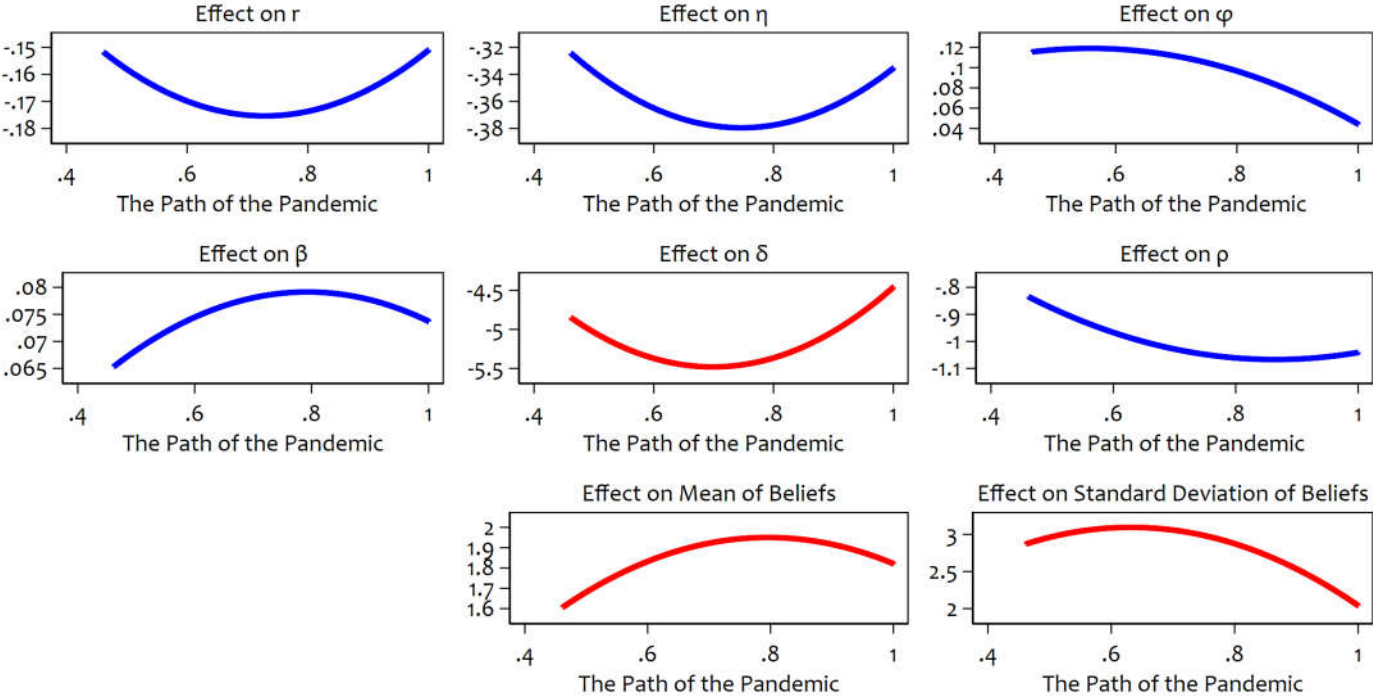 Effect on r
-.15
-.16
-.17
-.18
.4 .6 .8 1
The Path of the Pandemic
Effect on η
-.32
-.34
-.36
-.38
.4 .6 .8 1
The Path of the Pandemic
Effect on φ
.12
.1
.08
.06
.04
.4 .6 .8 1
The Path of the Pandemic
Effect on β
.08
.075
.07
.065
.4 .6 .8 1
The Path of the Pandemic
Effect on δ
-4.5
-5
-5.5
.4 .6 .8 1
The Path of the Pandemic
Effect on ρ
-.8
-.9
-1
-1.1
.4 .6 .8 1
The Path of the Pandemic
Effect on Mean of Beliefs
2
1.9
1.8
1.7
1.6
.4 .6 .8 1
The Path of the Pandemic
Effect on Standard Deviation of Beliefs
3
2.5
2
.4 .6 .8 1
The Path of the Pandemic